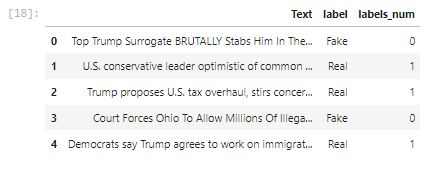 [18]:
Text label labels_num
0 Top Trump Surrogate BRUTALLY Stabs Him In The... Fake 0
1 U.S. conservative leader optimistic of common ... Real 1
2 Trump proposes U.S. tax overhaul, stirs concer... Real 1
3 Court Forces Ohio To Allow Millions Of Illega... Fake 0
4 Democrats say Trump agrees to work on immigrat... Real 1